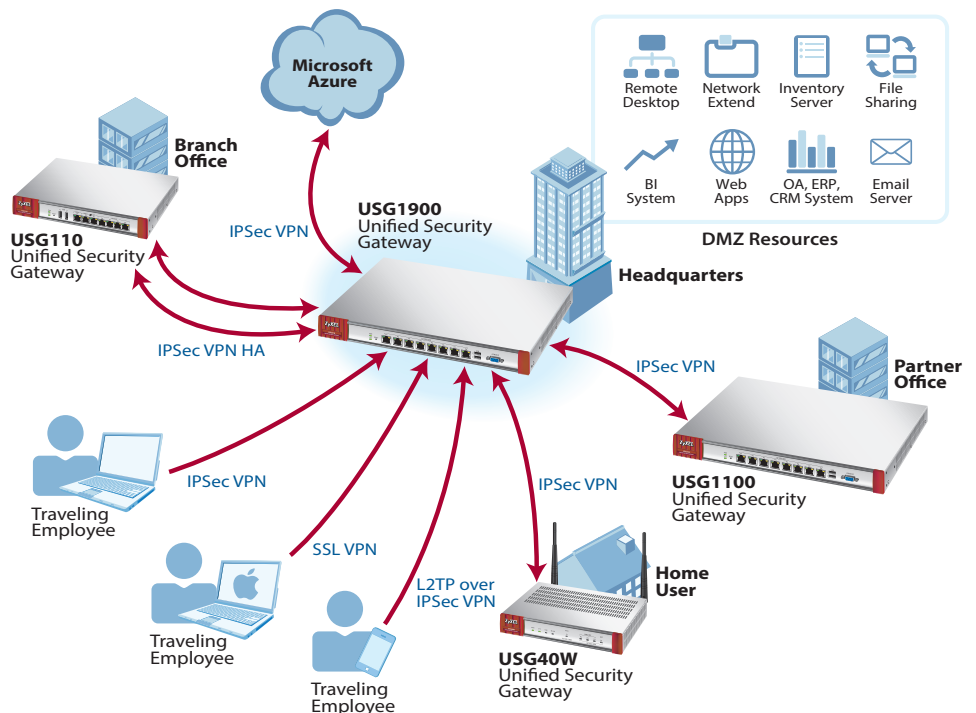 Microsoft
Azure
Remote
Desktop
Network
Extend
Inventory
Server
File
Sharing
BI
System
Web
Apps
OA, ERP,
CRM System
Email
Server
DMZ Resources
Branch
Office
USG110
Unified Security
Gateway
IPSec VPN
USG1900
Unified Security
Gateway
Headquarters
IPSec VPN HA
IPSec VPN
Partner
Office
USG1100
Unified Security
Gateway
Traveling
Employee
IPSec VPN
Traveling
Employee
SSL VPN
Traveling
Employee
L2TP over
IPSec VPN
IPSec VPN
Home
User
USG40W
Unified Security
Gateway